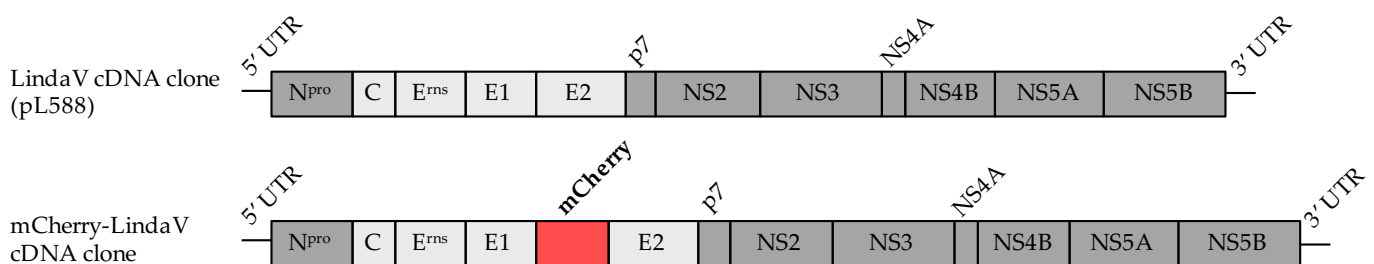 5′ UTR p7 NS4A 3′ UTR
LindaV cDNA clone
(pL588)
Npro C Erns E1 E2 NS2 NS3 NS4B NS5A NS5B
5′ UTR mCherry p7 NS4A 3′ UTR
mCherry-LindaV
cDNA clone
Npro C Erns E1 E2 NS2 NS3 NS4B NS5A NS5B